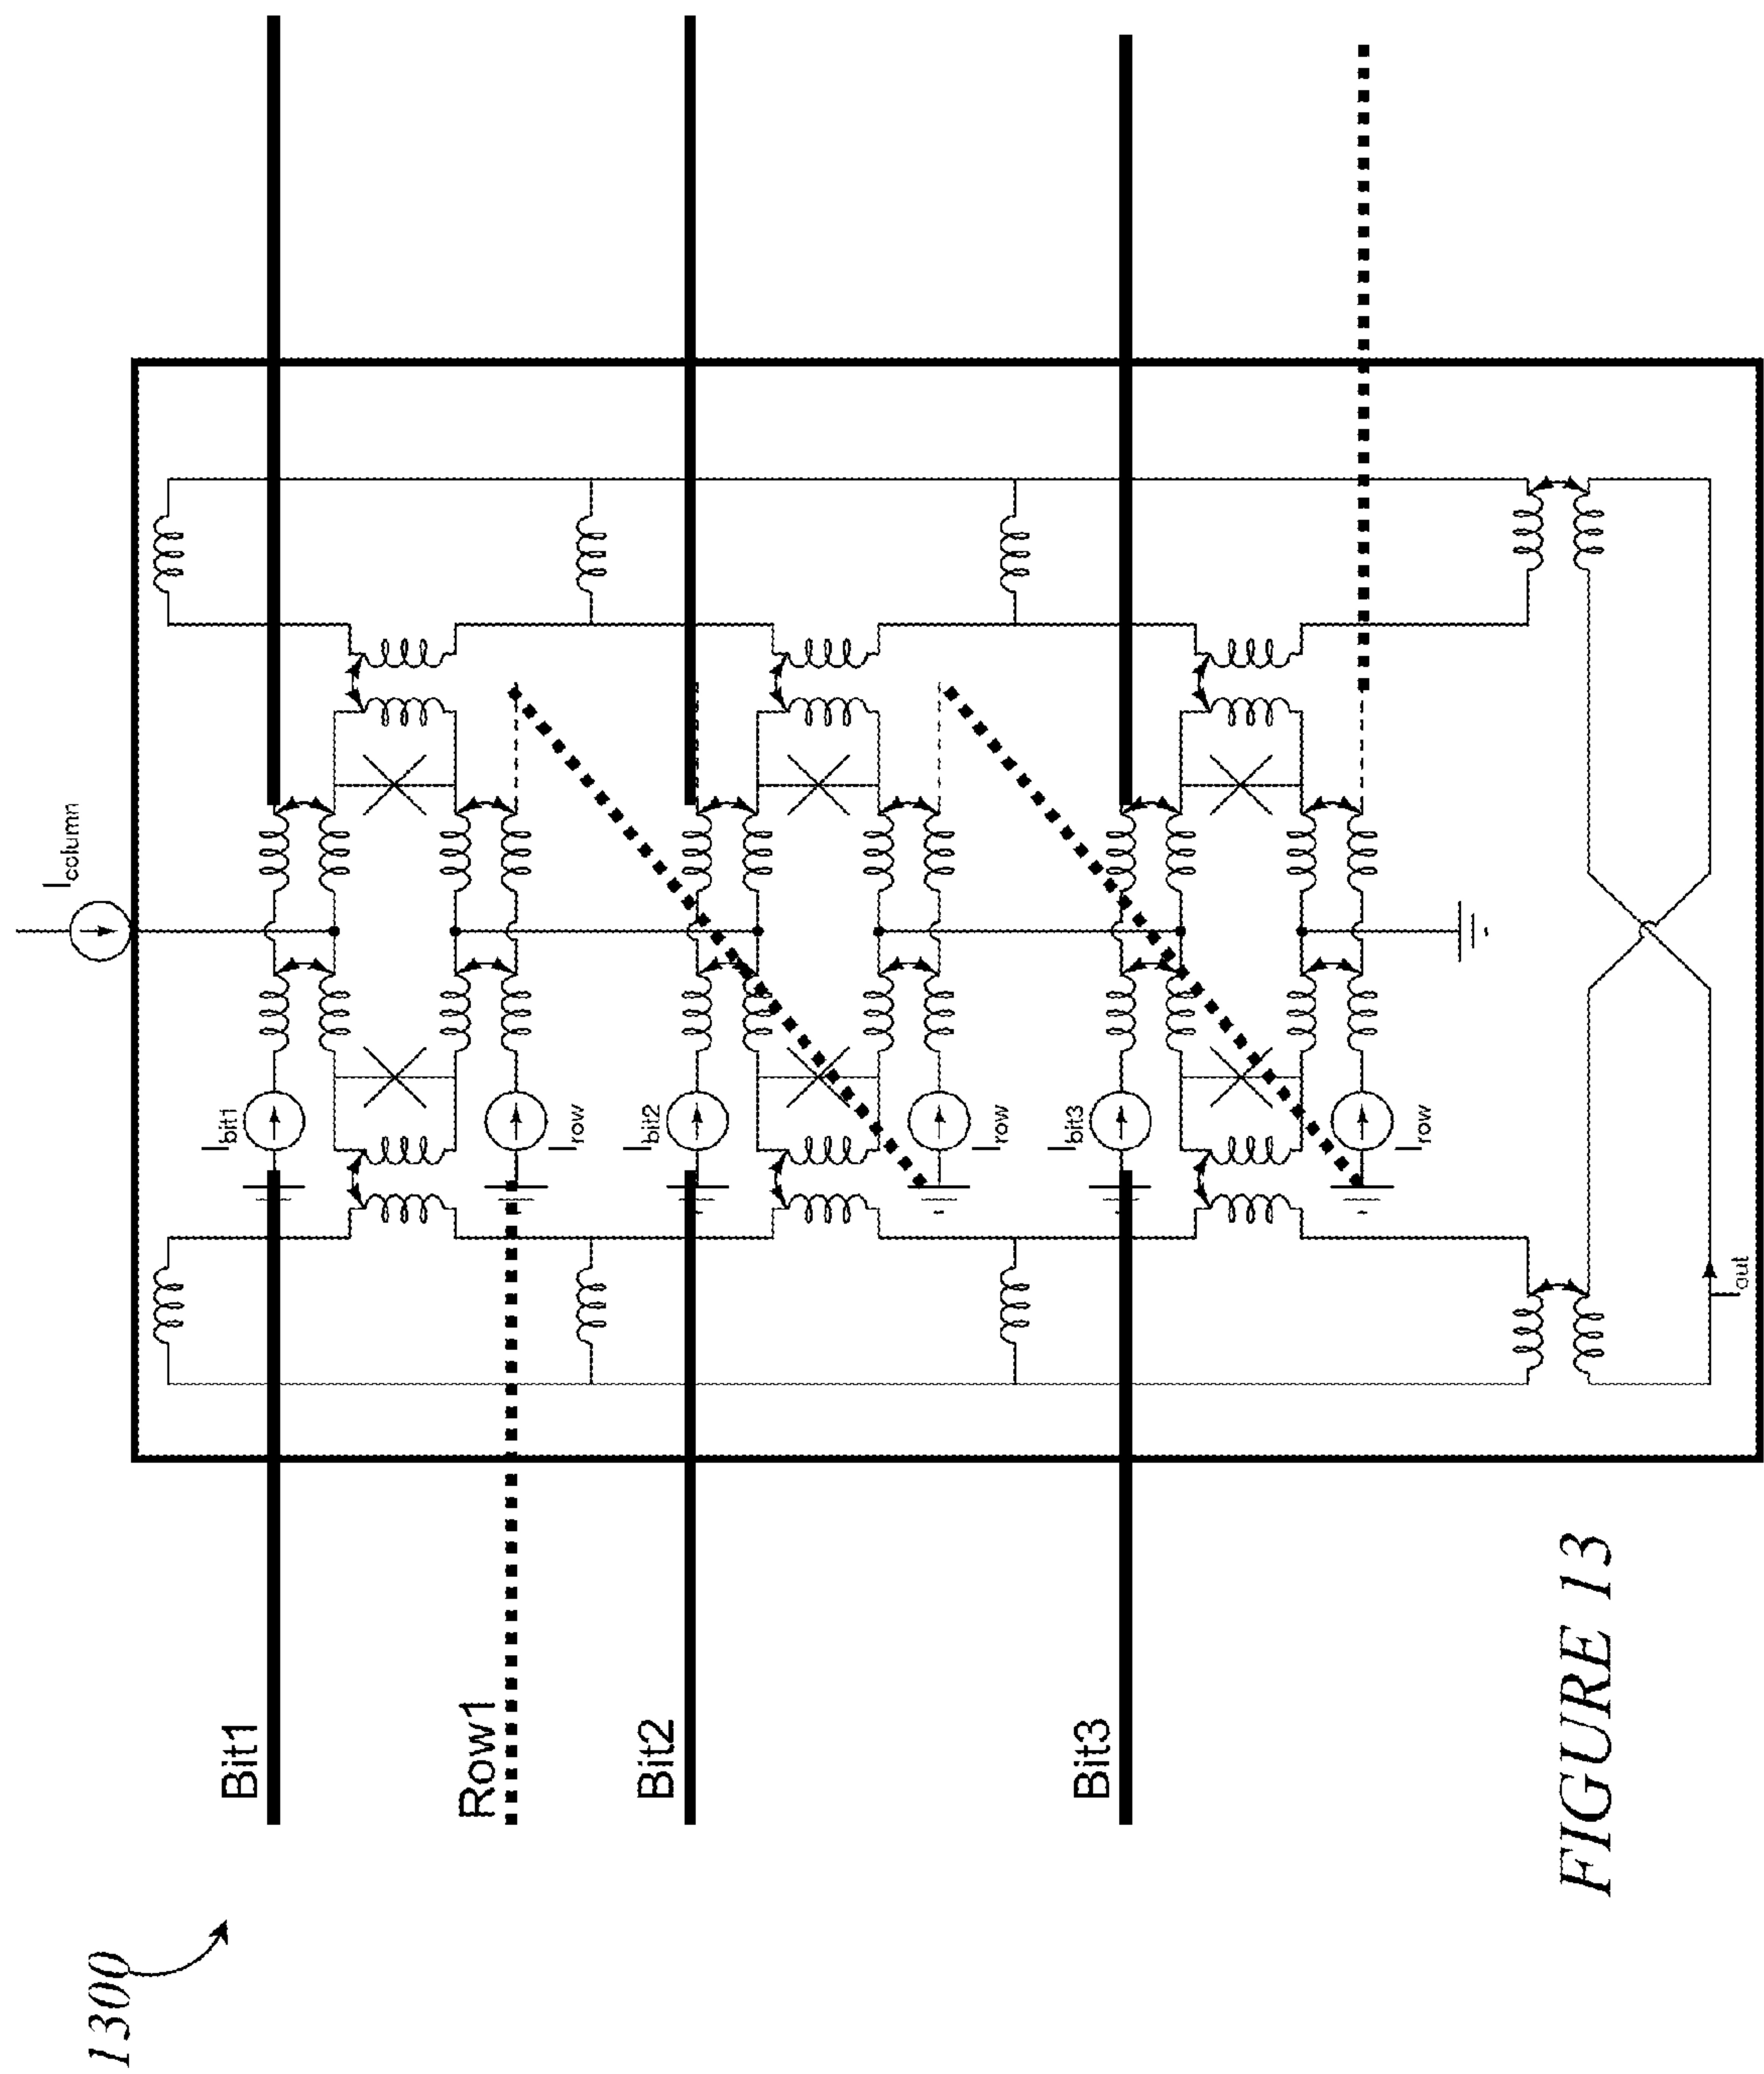 1300
I_column
Bit1
I_bit1
Row1
I_row
Bit2
I_bit2
I_row
Bit3
I_bit3
I_row
I_out
FIGURE 13